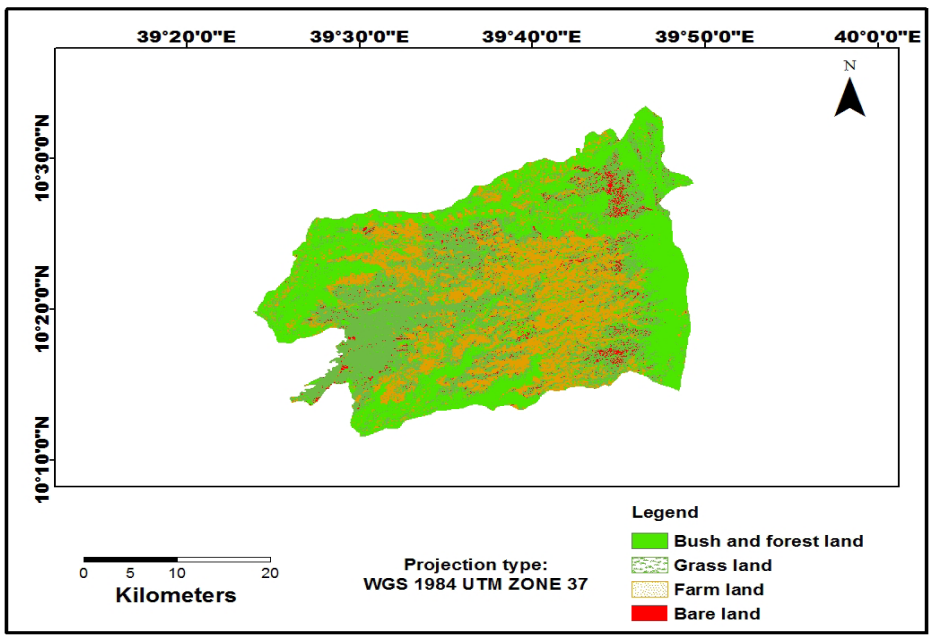 39°20'0"E 39°30'0"E 39°40'0"E 39°50'0"E 40°0'0"E
N
10°30'0"N
10°20'0"N
10°10'0"N
Legend
Bush and forest land
Grass land
Farm land
Bare land
Projection type:
WGS 1984 UTM ZONE 37
0 5 10 20
Kilometers